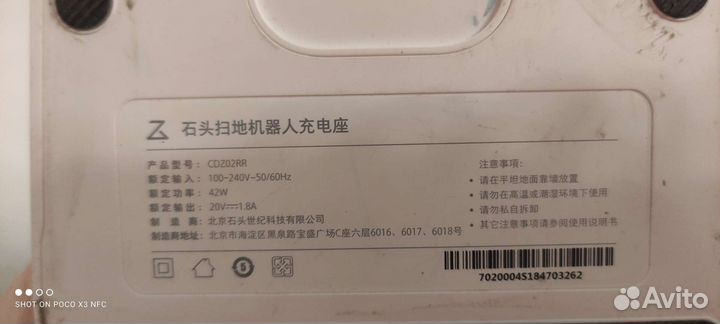 石头扫地机器人充电座
产品型号: CDZ02RR
额定输入: 100-240V~50/60Hz
额定功率: 42W
额定输出: 20V⎓1.8A
制 造 商: 北京石头世纪科技有限公司
制造商地址: 北京市海淀区黑泉路宝盛广场C座六层6016、6017、6018号
注意事项:
• 请在平坦地面靠墙放置
• 请勿在高温或潮湿环境下使用
• 请勿私自拆卸
• 其它注意事项请参阅使用说明书
5
7020004S184703262
SHOT ON POCO X3 NFC
Avito